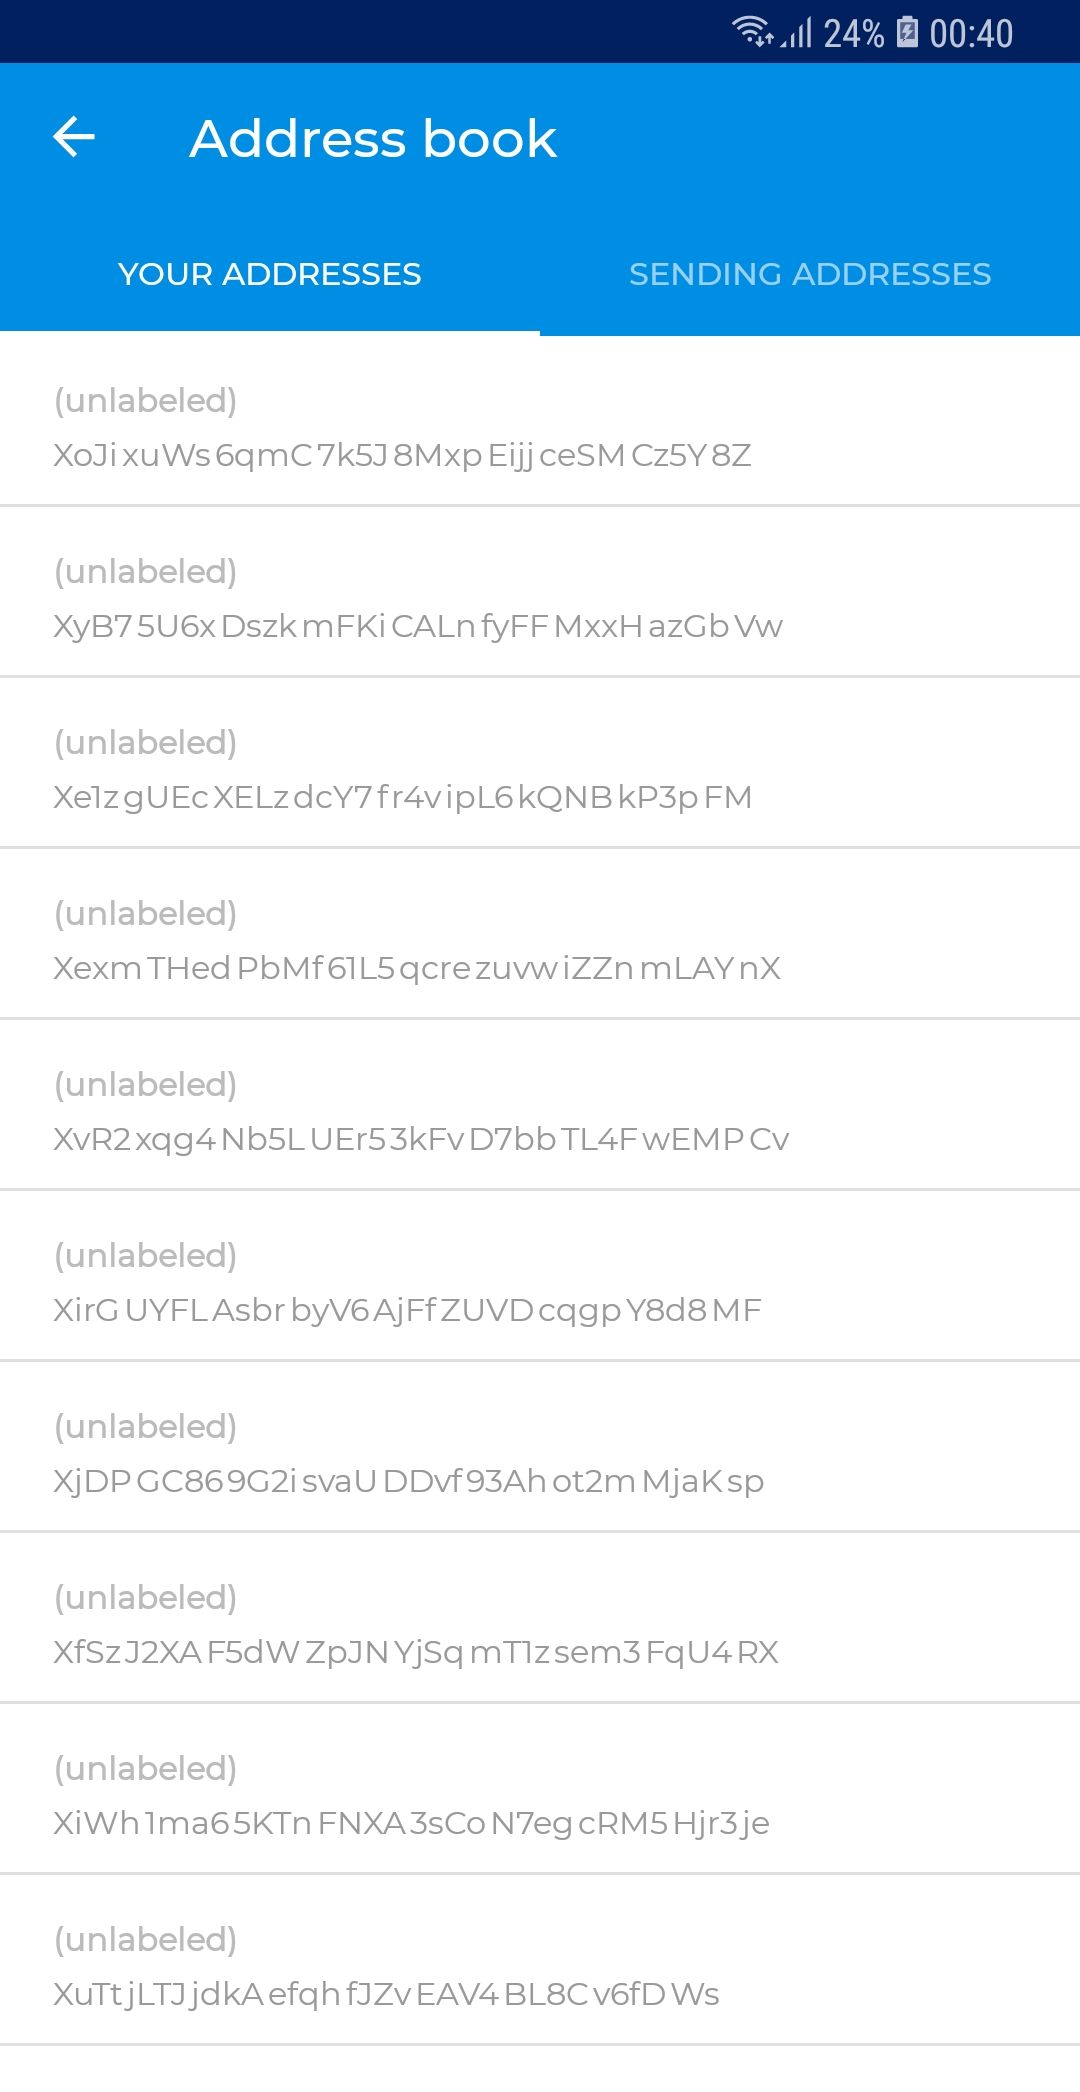 24% 00:40
Address book
YOUR ADDRESSES SENDING ADDRESSES
(unlabeled)
XoJi xuWs 6qmC 7k5J 8Mxp Eijj ceSM Cz5Y 8Z
(unlabeled)
XyB7 5U6x Dszk mFKi CALn fyFF MxxH azGb Vw
(unlabeled)
Xe1z gUEc XELz dcY7 fr4v ipL6 kQNB kP3p FM
(unlabeled)
Xexm THed PbMf 61L5 qcre zuvw iZZn mLAY nX
(unlabeled)
XvR2 xqg4 Nb5L UEr5 3kFv D7bb TL4F wEMP Cv
(unlabeled)
XirG UYFL Asbr byV6 AjFf ZUVD cqgp Y8d8 MF
(unlabeled)
XjDP GC86 9G2i svaU DDvf 93Ah ot2m MjaK sp
(unlabeled)
XfSz J2XA F5dW ZpJN YjSq mT1z sem3 FqU4 RX
(unlabeled)
XiWh 1ma6 5KTn FNXA 3sCo N7eg cRM5 Hjr3 je
(unlabeled)
XuTt jLTJ jdkA efqh fJZv EAV4 BL8C v6fD Ws